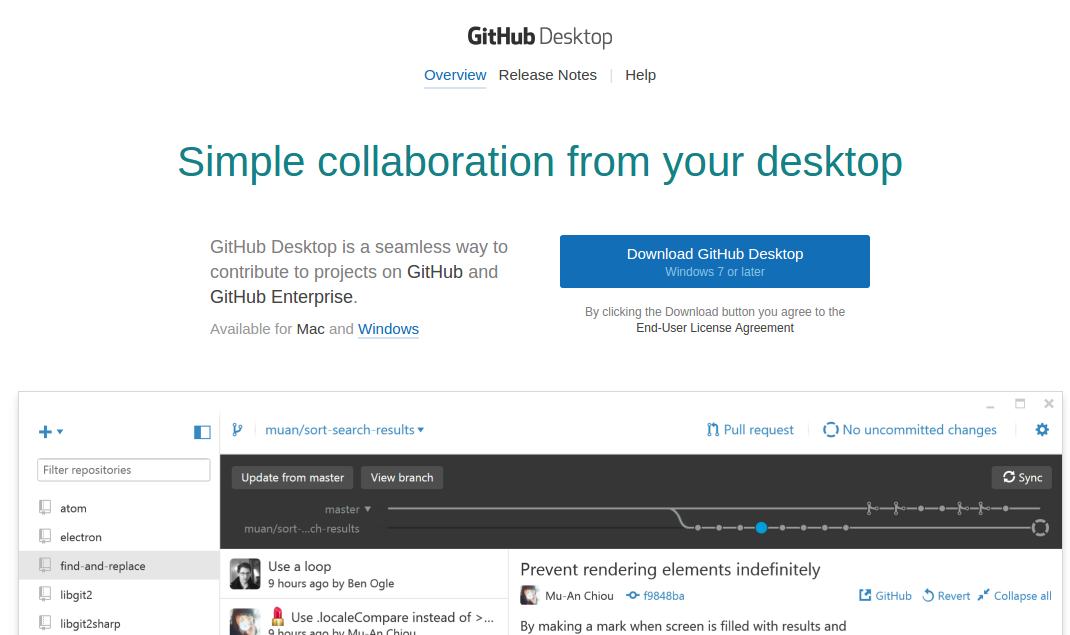 GitHub Desktop
Overview Release Notes | Help
Simple collaboration from your desktop
GitHub Desktop is a seamless way to
contribute to projects on GitHub and
GitHub Enterprise.
Available for Mac and Windows
Download GitHub Desktop
Windows 7 or later
By clicking the Download button you agree to the
End-User License Agreement
muan/sort-search-results
Pull request
No uncommitted changes
Filter repositories
atom
electron
find-and-replace
libgit2
libgit2sharp
Update from master
View branch
Sync
master
muan/sort-...ch-results
Use a loop
9 hours ago by Ben Ogle
Use .localeCompare instead of >...
9 hours ago by Mu-An Chiou
Prevent rendering elements indefinitely
Mu-An Chiou
f9848ba
GitHub
Revert
Collapse all
By making a mark when screen is filled with results and